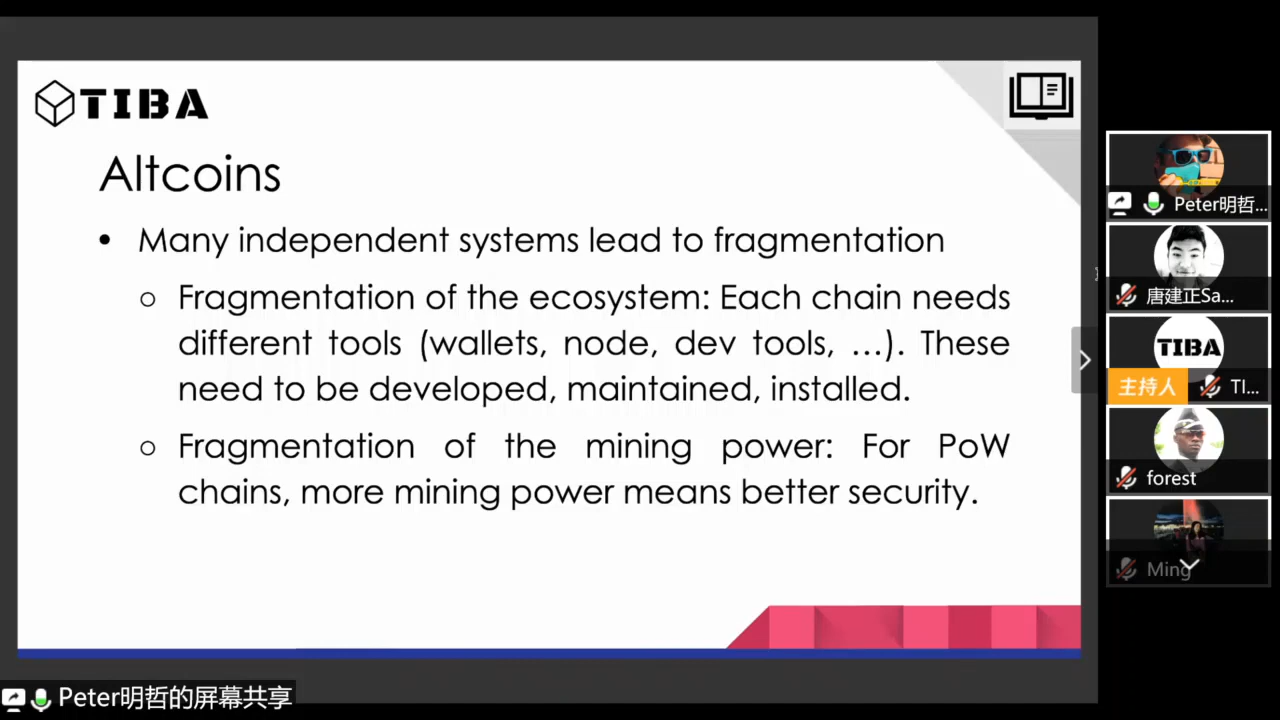 TIBA
Altcoins
• Many independent systems lead to fragmentation
○ Fragmentation of the ecosystem: Each chain needs
different tools (wallets, node, dev tools, …). These
need to be developed, maintained, installed.
○ Fragmentation of the mining power: For PoW
chains, more mining power means better security.
Peter明哲...
唐建正Sa...
TIBA
主持人 TI...
forest
Ming
Peter明哲的屏幕共享